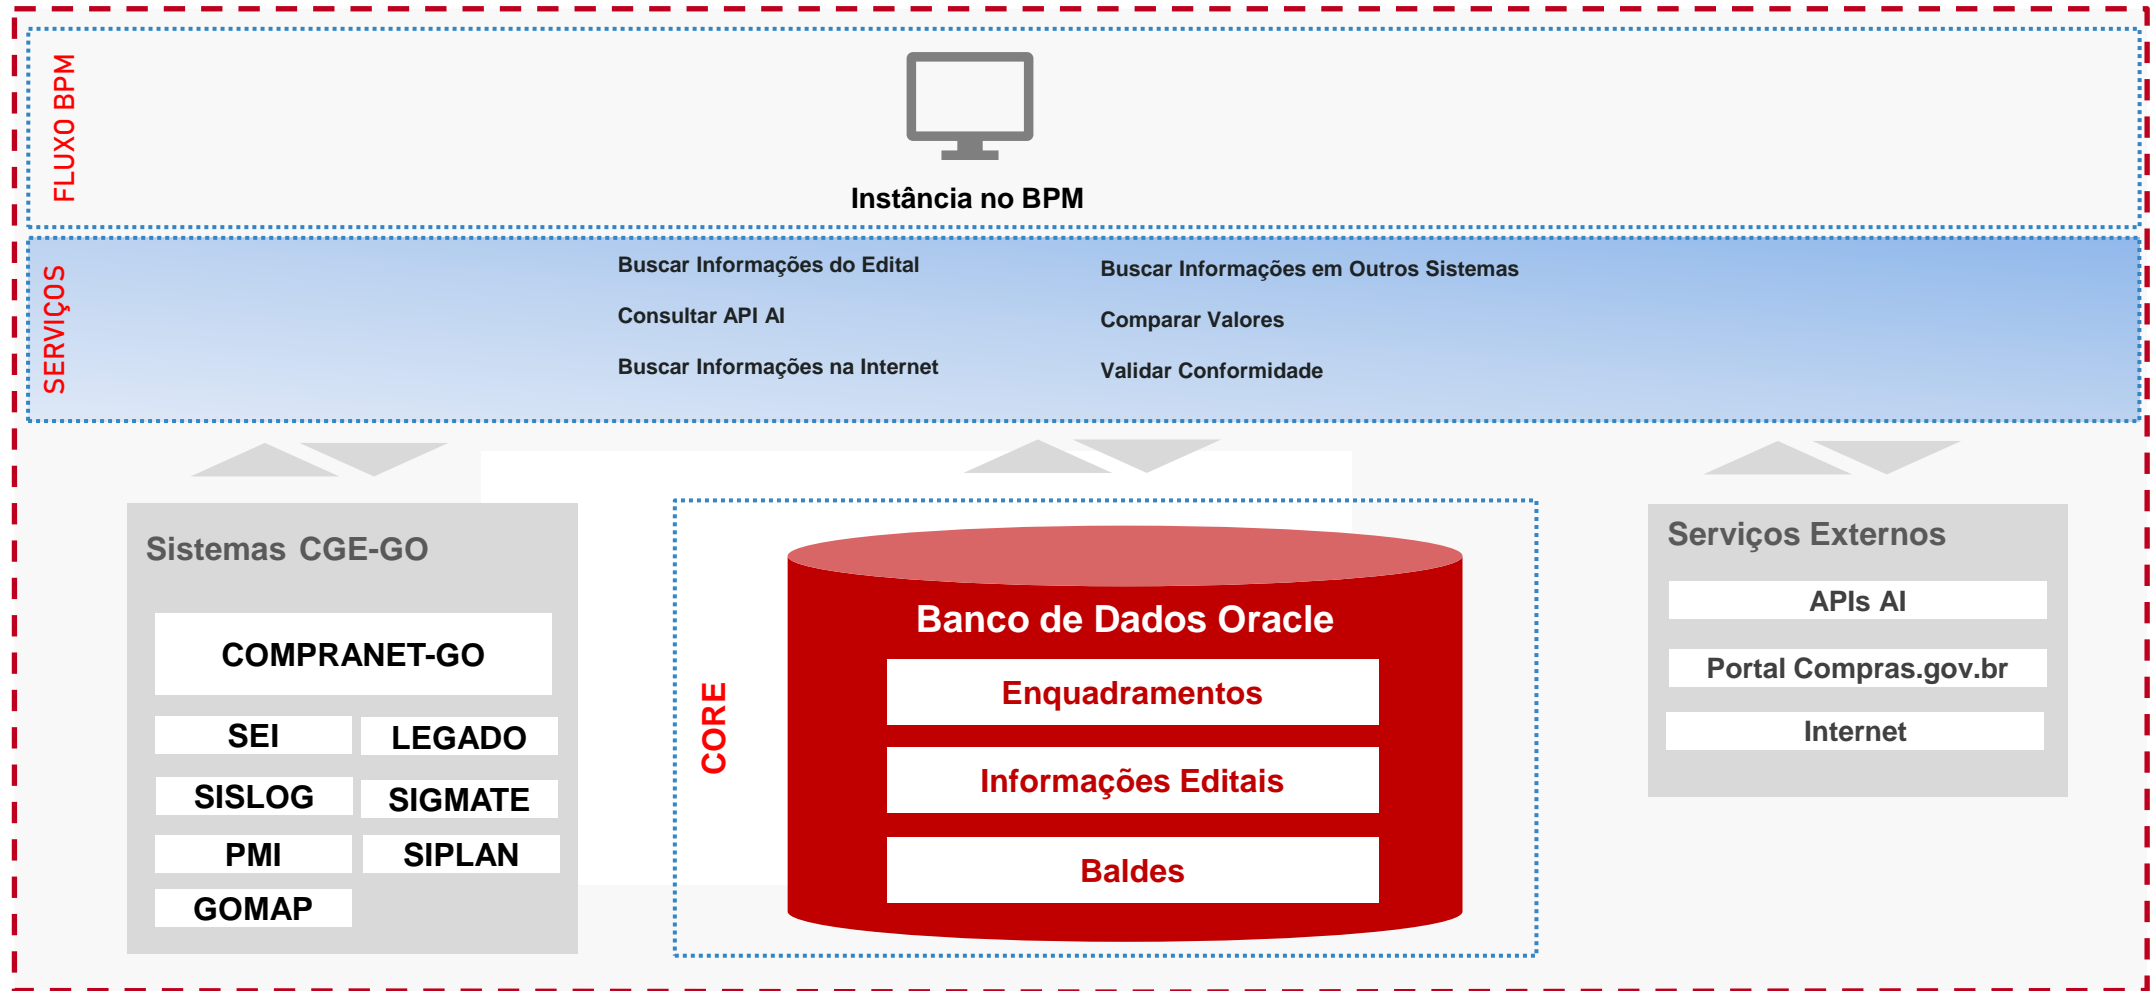 FLUXO BPM
Instância no BPM
SERVIÇOS
Buscar Informações do Edital
Consultar API AI
Buscar Informações na Internet
Buscar Informações em Outros Sistemas
Comparar Valores
Validar Conformidade
Sistemas CGE-GO
COMPRANET-GO
SEI
LEGADO
SISLOG
SIGMATE
PMI
SIPLAN
GOMAP
CORE
Banco de Dados Oracle
Enquadramentos
Informações Editais
Baldes
Serviços Externos
APIs AI
Portal Compras.gov.br
Internet